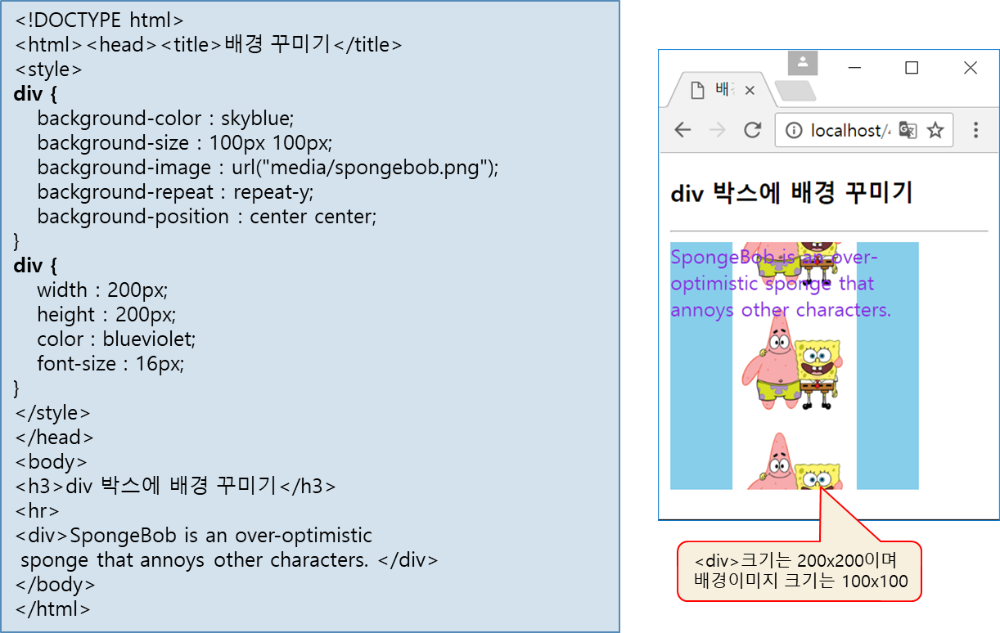 <!DOCTYPE html>
<html><head><title>배경 꾸미기</title>
<style>
div {
background-color : skyblue;
background-size : 100px 100px;
background-image : url("media/spongebob.png");
background-repeat : repeat-y;
background-position : center center;
}
div {
width : 200px;
height : 200px;
color : blueviolet;
font-size : 16px;
}
</style>
</head>
<body>
<h3>div 박스에 배경 꾸미기</h3>
<hr>
<div>SpongeBob is an over-optimistic
sponge that annoys other characters. </div>
</body>
</html>
배
localhost/
div 박스에 배경 꾸미기
SpongeBob is an over-
optimistic sponge that
annoys other characters.
<div>크기는 200x200이며
배경이미지 크기는 100x100